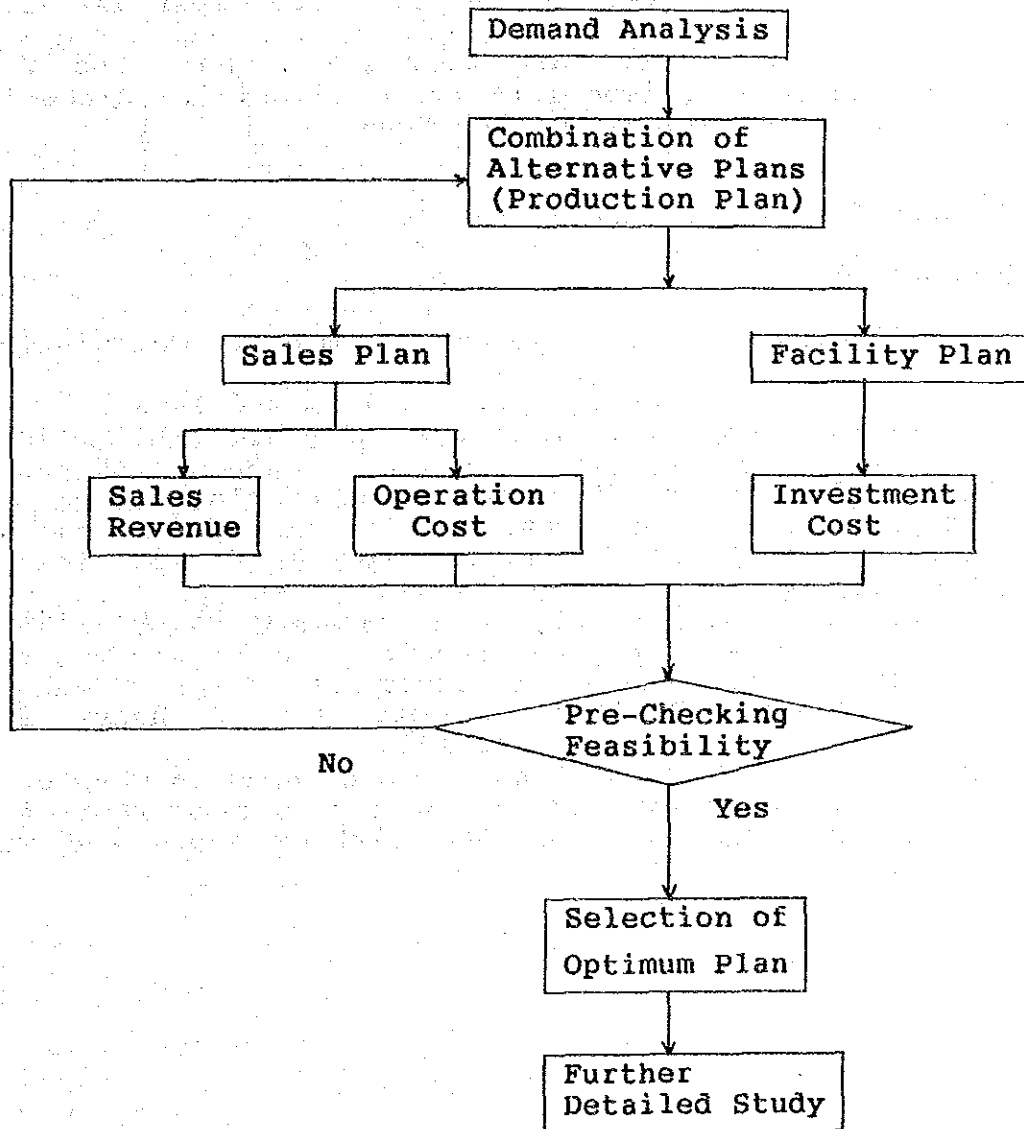 Demand Analysis
Combination of
Alternative Plans
(Production Plan)
Sales Plan
Facility Plan
Sales
Revenue
Operation
Cost
Investment
Cost
Pre-Checking
Feasibility
No
Yes
Selection of
Optimum Plan
Further
Detailed Study